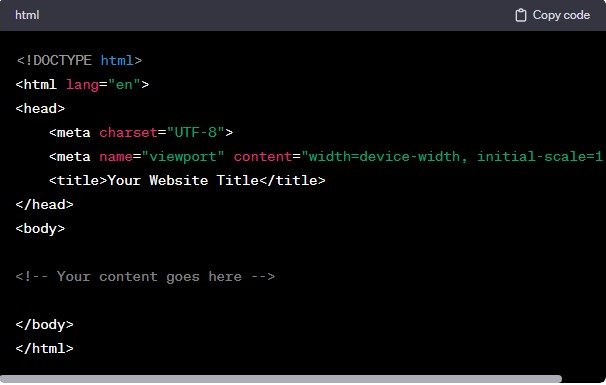 html
Copy code
<!DOCTYPE html>
<html lang="en">
<head>
    <meta charset="UTF-8">
    <meta name="viewport" content="width=device-width, initial-scale=1
    <title>Your Website Title</title>
</head>
<body>
<!-- Your content goes here -->
</body>
</html>